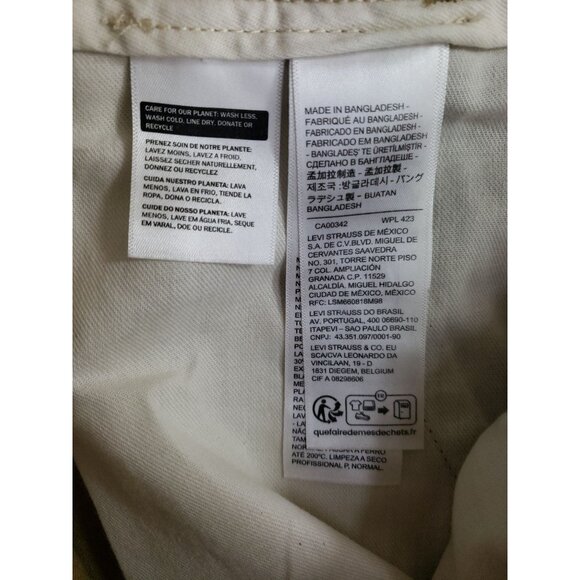 CARE FOR OUR PLANET: WASH LESS,
WASH COLD, LINE DRY, DONATE OR
RECYCLE
PRENEZ SOIN DE NOTRE PLANETE:
LAVEZ MOINS, LAVEZ A FROID,
LAISSEZ SECHER NATURELLEMENT,
DONNEZ OU RECYCLEZ
CUIDA NUESTRO PLANETA: LAVA
MENOS, LAVA EN FRIO, TIENDE LA
ROPA, DONA O RECICLA.
CUIDE DO NOSSO PLANETA: LAVE
MENOS, LAVE EM ÁGUA FRIA, SEQUE
EM VARAL, DOE OU RECICLE.
MADE IN BANGLADESH -
FABRIQUÉ AU BANGLADESH -
FABRICADO EN BANGLADESH -
FABRICADO EM BANGLADESH
- BANGLADEŞ' TE ÜRETİLMİŞTİR -
СДЕЛАНО В БАНГЛАДЕШЕ -
孟加拉制造 - 孟加拉製 -
제조국 :방글라데시 - バング
ラデシュ製 - BUATAN
BANGLADESH
CA00342 WPL 423
LEVI STRAUSS DE MÉXICO
S.A. DE C.V.BLVD. MIGUEL DE
CERVANTES SAAVEDRA
NO. 301, TORRE NORTE PISO
7 COL. AMPLIACIÓN
GRANADA C.P. 11529
ALCALDÍA. MIGUEL HIDALGO
CIUDAD DE MÉXICO, MÉXICO
RFC: LSM660818M98
LEVI STRAUSS DO BRASIL
AV. PORTUGAL, 400 06690-110
ITAPEVI – SAO PAULO BRASIL
CNPJ: 43.351.097/0001-90
LEVI STRAUSS & CO. EU
SCA/CVA LEONARDO DA
VINCILAAN, 19 - D
1831 DIEGEM, BELGIUM
CIF A 08298606
FR
quefairedemesdechets.fr
ATÉ 200ºC. LIMPEZA A SECO
PROFISSIONAL P, NORMAL.